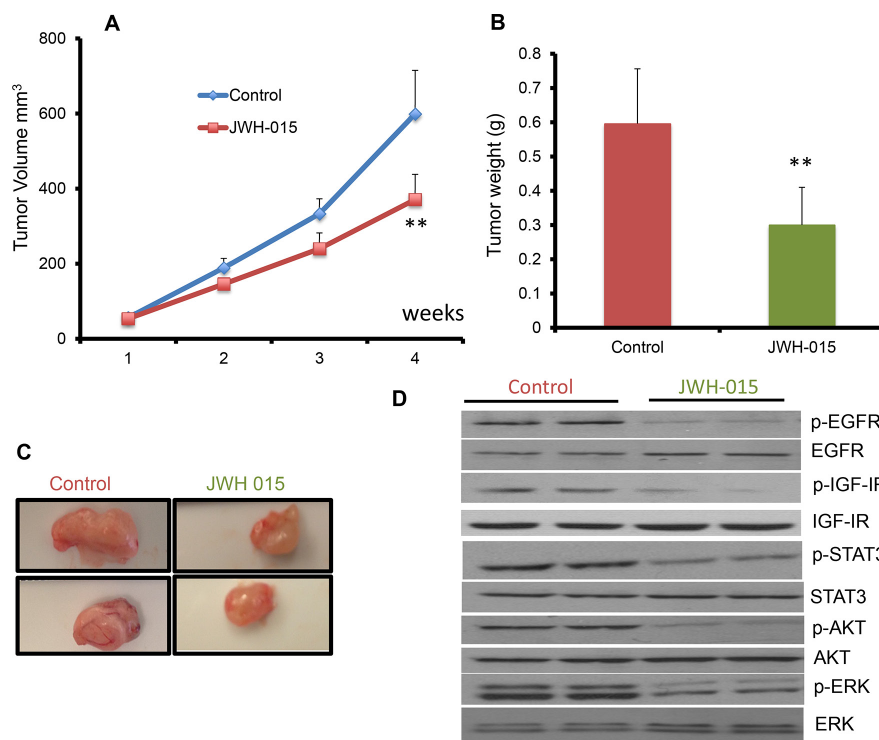 A
800
600
400
200
0
Tumor Volume mm³
Control
JWH-015
**
weeks
1 2 3 4
B
0.8
0.7
0.6
0.5
0.4
0.3
0.2
0.1
0
Tumor weight (g)
**
Control JWH-015
C
Control JWH 015
D
Control JWH-015
p-EGFR
EGFR
p-IGF-IR
IGF-IR
p-STAT3
STAT3
p-AKT
AKT
p-ERK
ERK